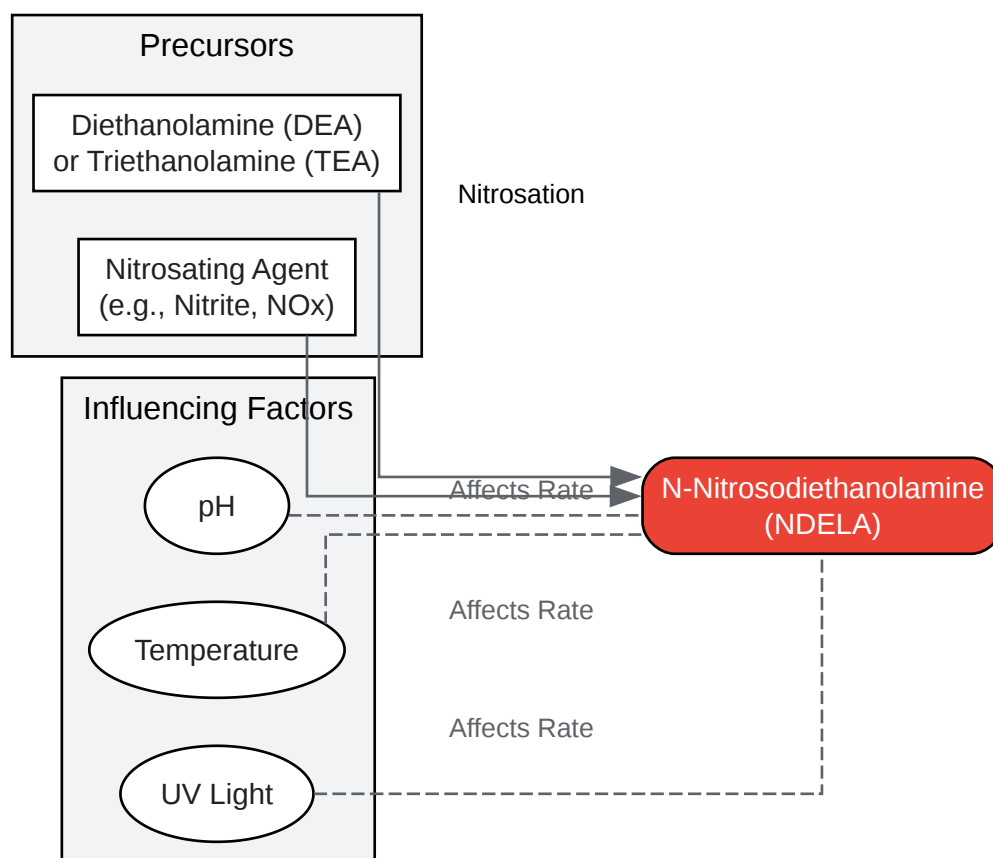 Precursors
Diethanolamine (DEA)
or Triethanolamine (TEA)
Nitrosation
Nitrosating Agent
(e.g., Nitrite, NOx)
Influencing Factors
pH
Affects Rate
N-Nitrosodiethanolamine
(NDELA)
Affects Rate
Temperature
Affects Rate
UV Light